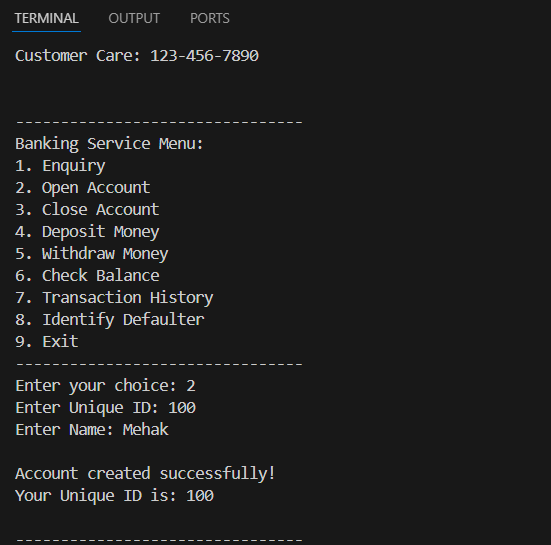 TERMINAL OUTPUT PORTS
Customer Care: 123-456-7890
--------------------------------
Banking Service Menu:
1. Enquiry
2. Open Account
3. Close Account
4. Deposit Money
5. Withdraw Money
6. Check Balance
7. Transaction History
8. Identify Defaulter
9. Exit
--------------------------------
Enter your choice: 2
Enter Unique ID: 100
Enter Name: Mehak
Account created successfully!
Your Unique ID is: 100
--------------------------------